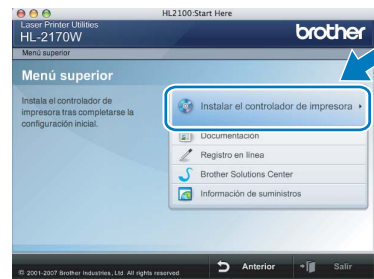 HL2100:Start Here
Laser Printer Utilities
HL-2170W
brother
Menú superior
Menú superior
Instala el controlador de
impresora tras completarse la
configuración inicial.
Instalar el controlador de impresora
Documentación
Registro en línea
Brother Solutions Center
Información de suministros
© 2001-2007 Brother Industries, Ltd. All rights reserved.
Anterior
Salir